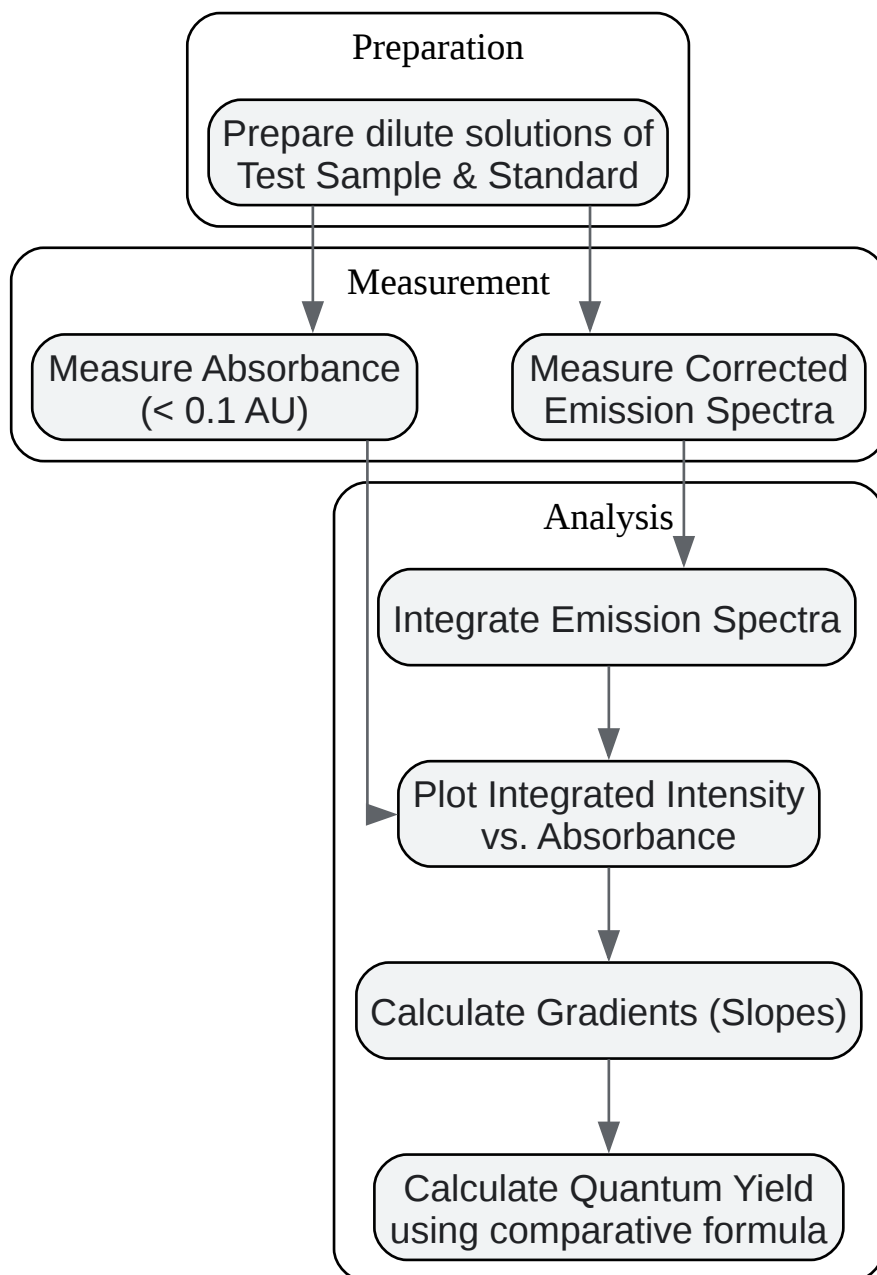 Preparation
Prepare dilute solutions of
Test Sample & Standard
Measurement
Measure Absorbance
(< 0.1 AU)
Measure Corrected
Emission Spectra
Analysis
Integrate Emission Spectra
Plot Integrated Intensity
vs. Absorbance
Calculate Gradients (Slopes)
Calculate Quantum Yield
using comparative formula